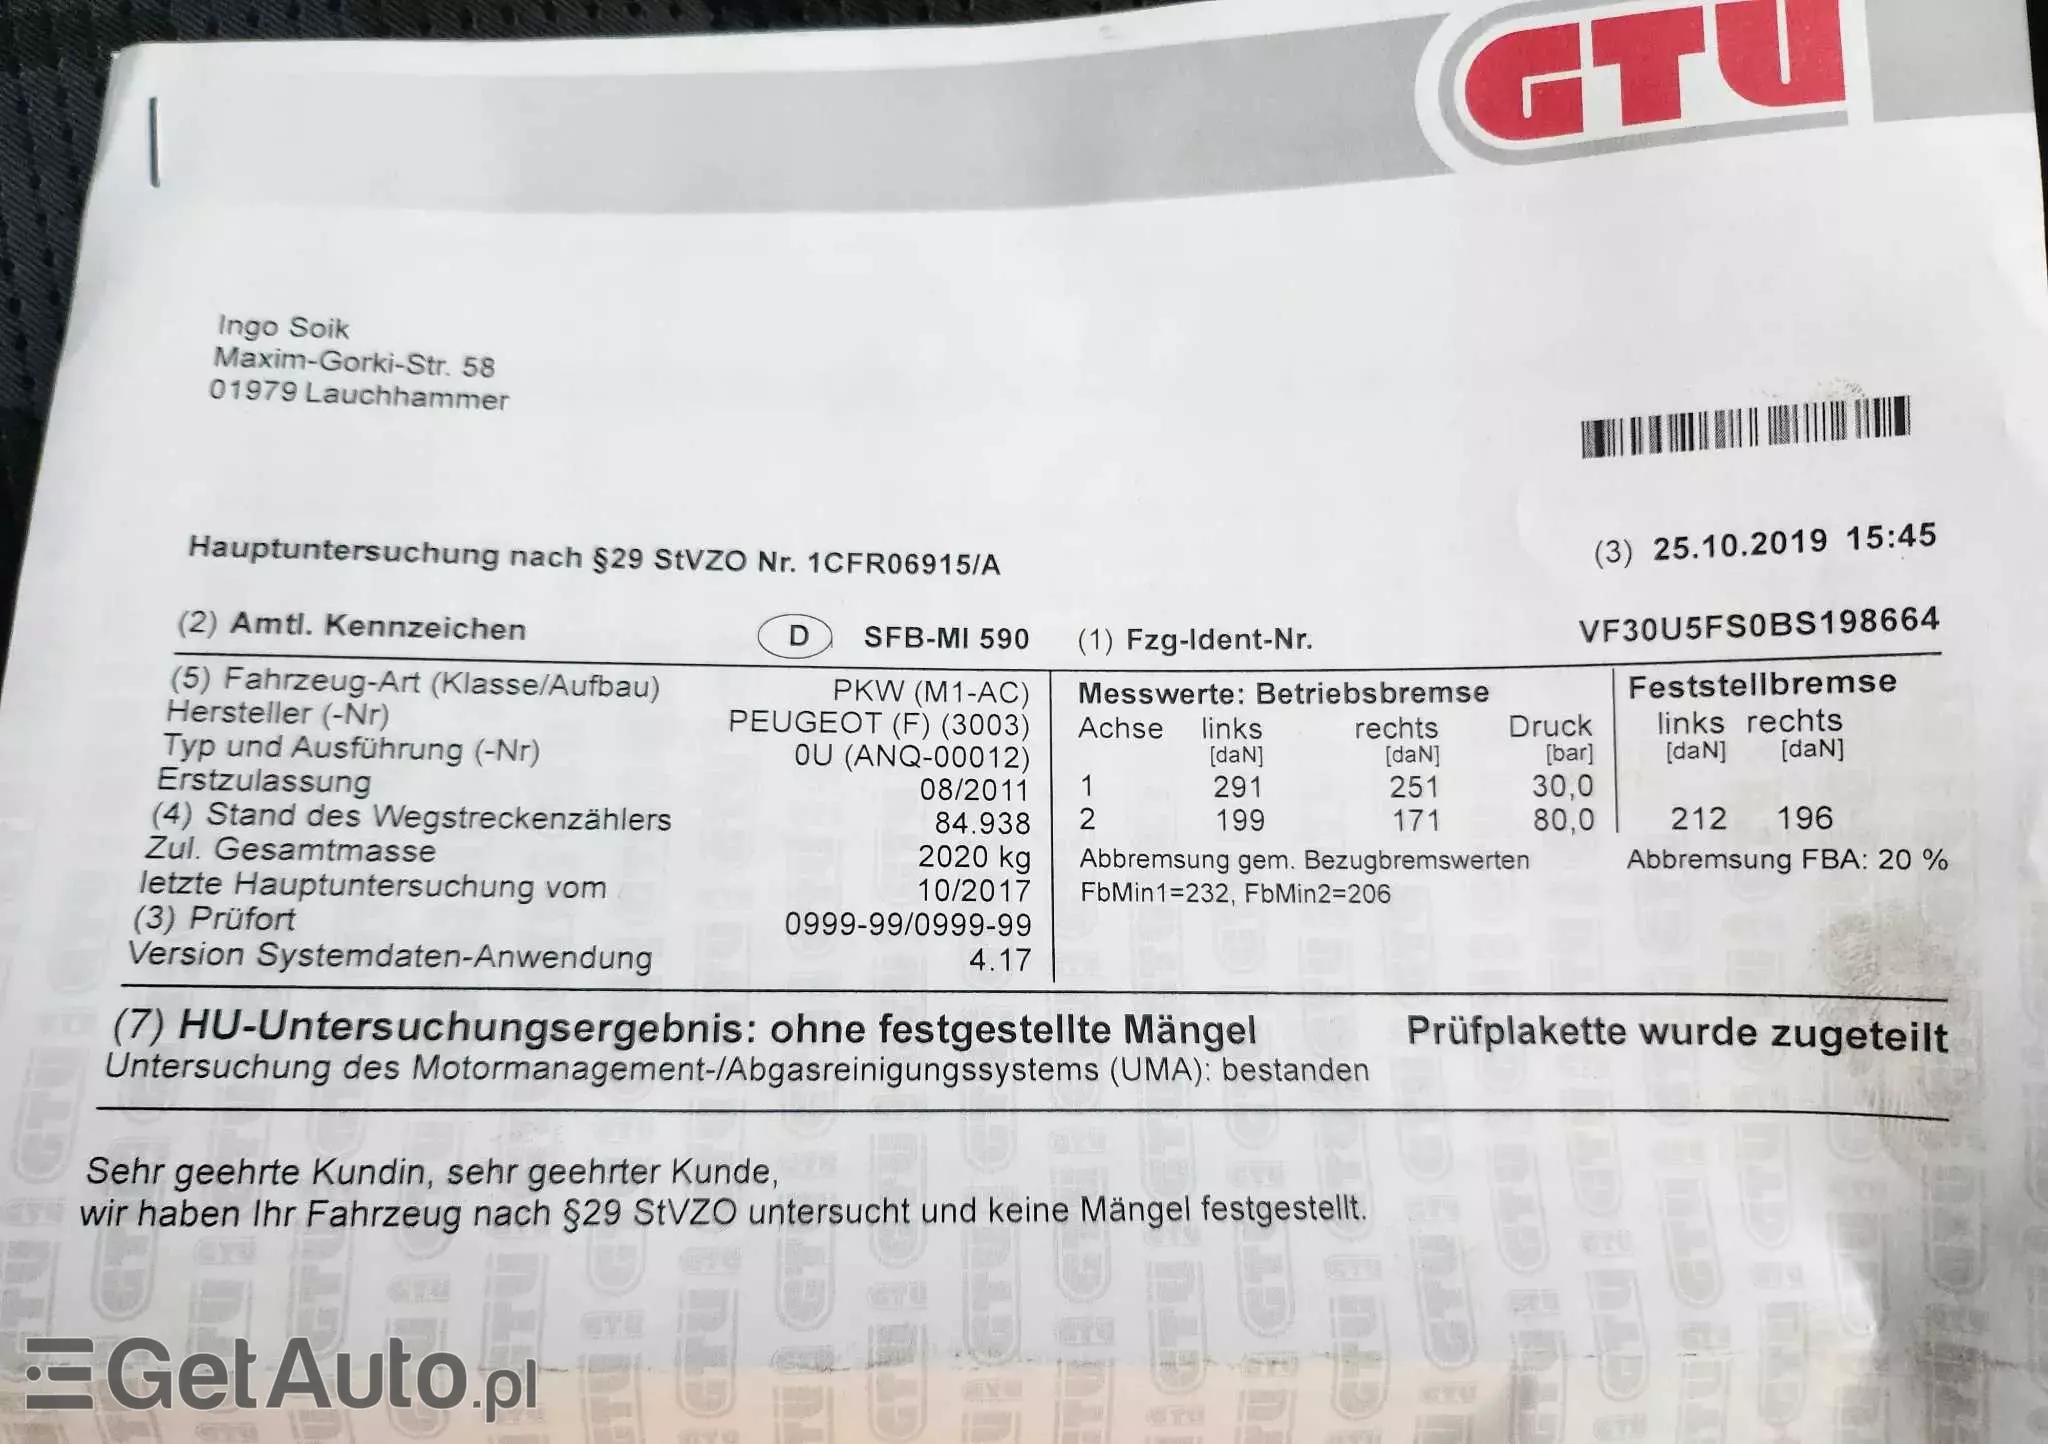 GTÜ
Ingo Soik
Maxim-Gorki-Str. 58
01979 Lauchhammer
Hauptuntersuchung nach §29 StVZO Nr. 1CFR06915/A
(3) 25.10.2019 15:45
(2) Amtl. Kennzeichen D SFB-MI 590 (1) Fzg-Ident-Nr. VF30U5FS0BS198664
(5) Fahrzeug-Art (Klasse/Aufbau) PKW (M1-AC)
Hersteller (-Nr) PEUGEOT (F) (3003)
Typ und Ausführung (-Nr) 0U (ANQ-00012)
Erstzulassung 08/2011
(4) Stand des Wegstreckenzählers 84.938
Zul. Gesamtmasse 2020 kg
letzte Hauptuntersuchung vom 10/2017
(3) Prüfort 0999-99/0999-99
Version Systemdaten-Anwendung 4.17
Messwerte: Betriebsbremse Feststellbremse
Achse links rechts Druck links rechts
[daN] [daN] [bar] [daN] [daN]
1 291 251 30,0
2 199 171 80,0 212 196
Abbremsung gem. Bezugbremswerten Abbremsung FBA: 20 %
FbMin1=232, FbMin2=206
(7) HU-Untersuchungsergebnis: ohne festgestellte Mängel Prüfplakette wurde zugeteilt
Untersuchung des Motormanagement-/Abgasreinigungssystems (UMA): bestanden
Sehr geehrte Kundin, sehr geehrter Kunde,
wir haben Ihr Fahrzeug nach §29 StVZO untersucht und keine Mängel festgestellt.
GetAuto.pl